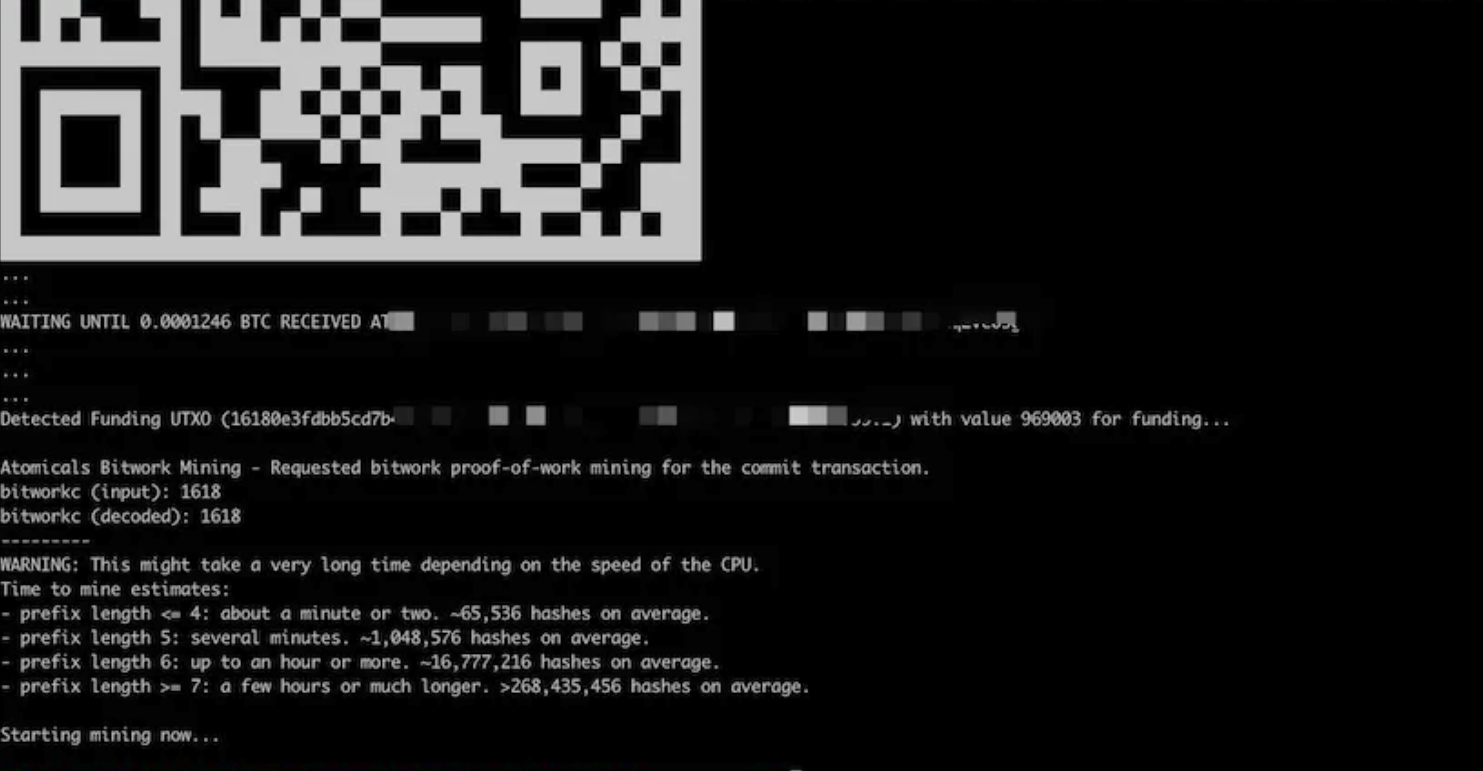 ...
...
WAITING UNTIL 0.0001246 BTC RECEIVED AT
...
...
...
Detected Funding UTXO (16180e3fdbb5cd7b with value 969003 for funding...
Atomicals Bitwork Mining - Requested bitwork proof-of-work mining for the commit transaction.
bitworkc (input): 1618
bitworkc (decoded): 1618
---------
WARNING: This might take a very long time depending on the speed of the CPU.
Time to mine estimates:
- prefix length <= 4: about a minute or two. ~65,536 hashes on average.
- prefix length 5: several minutes. ~1,048,576 hashes on average.
- prefix length 6: up to an hour or more. ~16,777,216 hashes on average.
- prefix length >= 7: a few hours or much longer. >268,435,456 hashes on average.
Starting mining now...